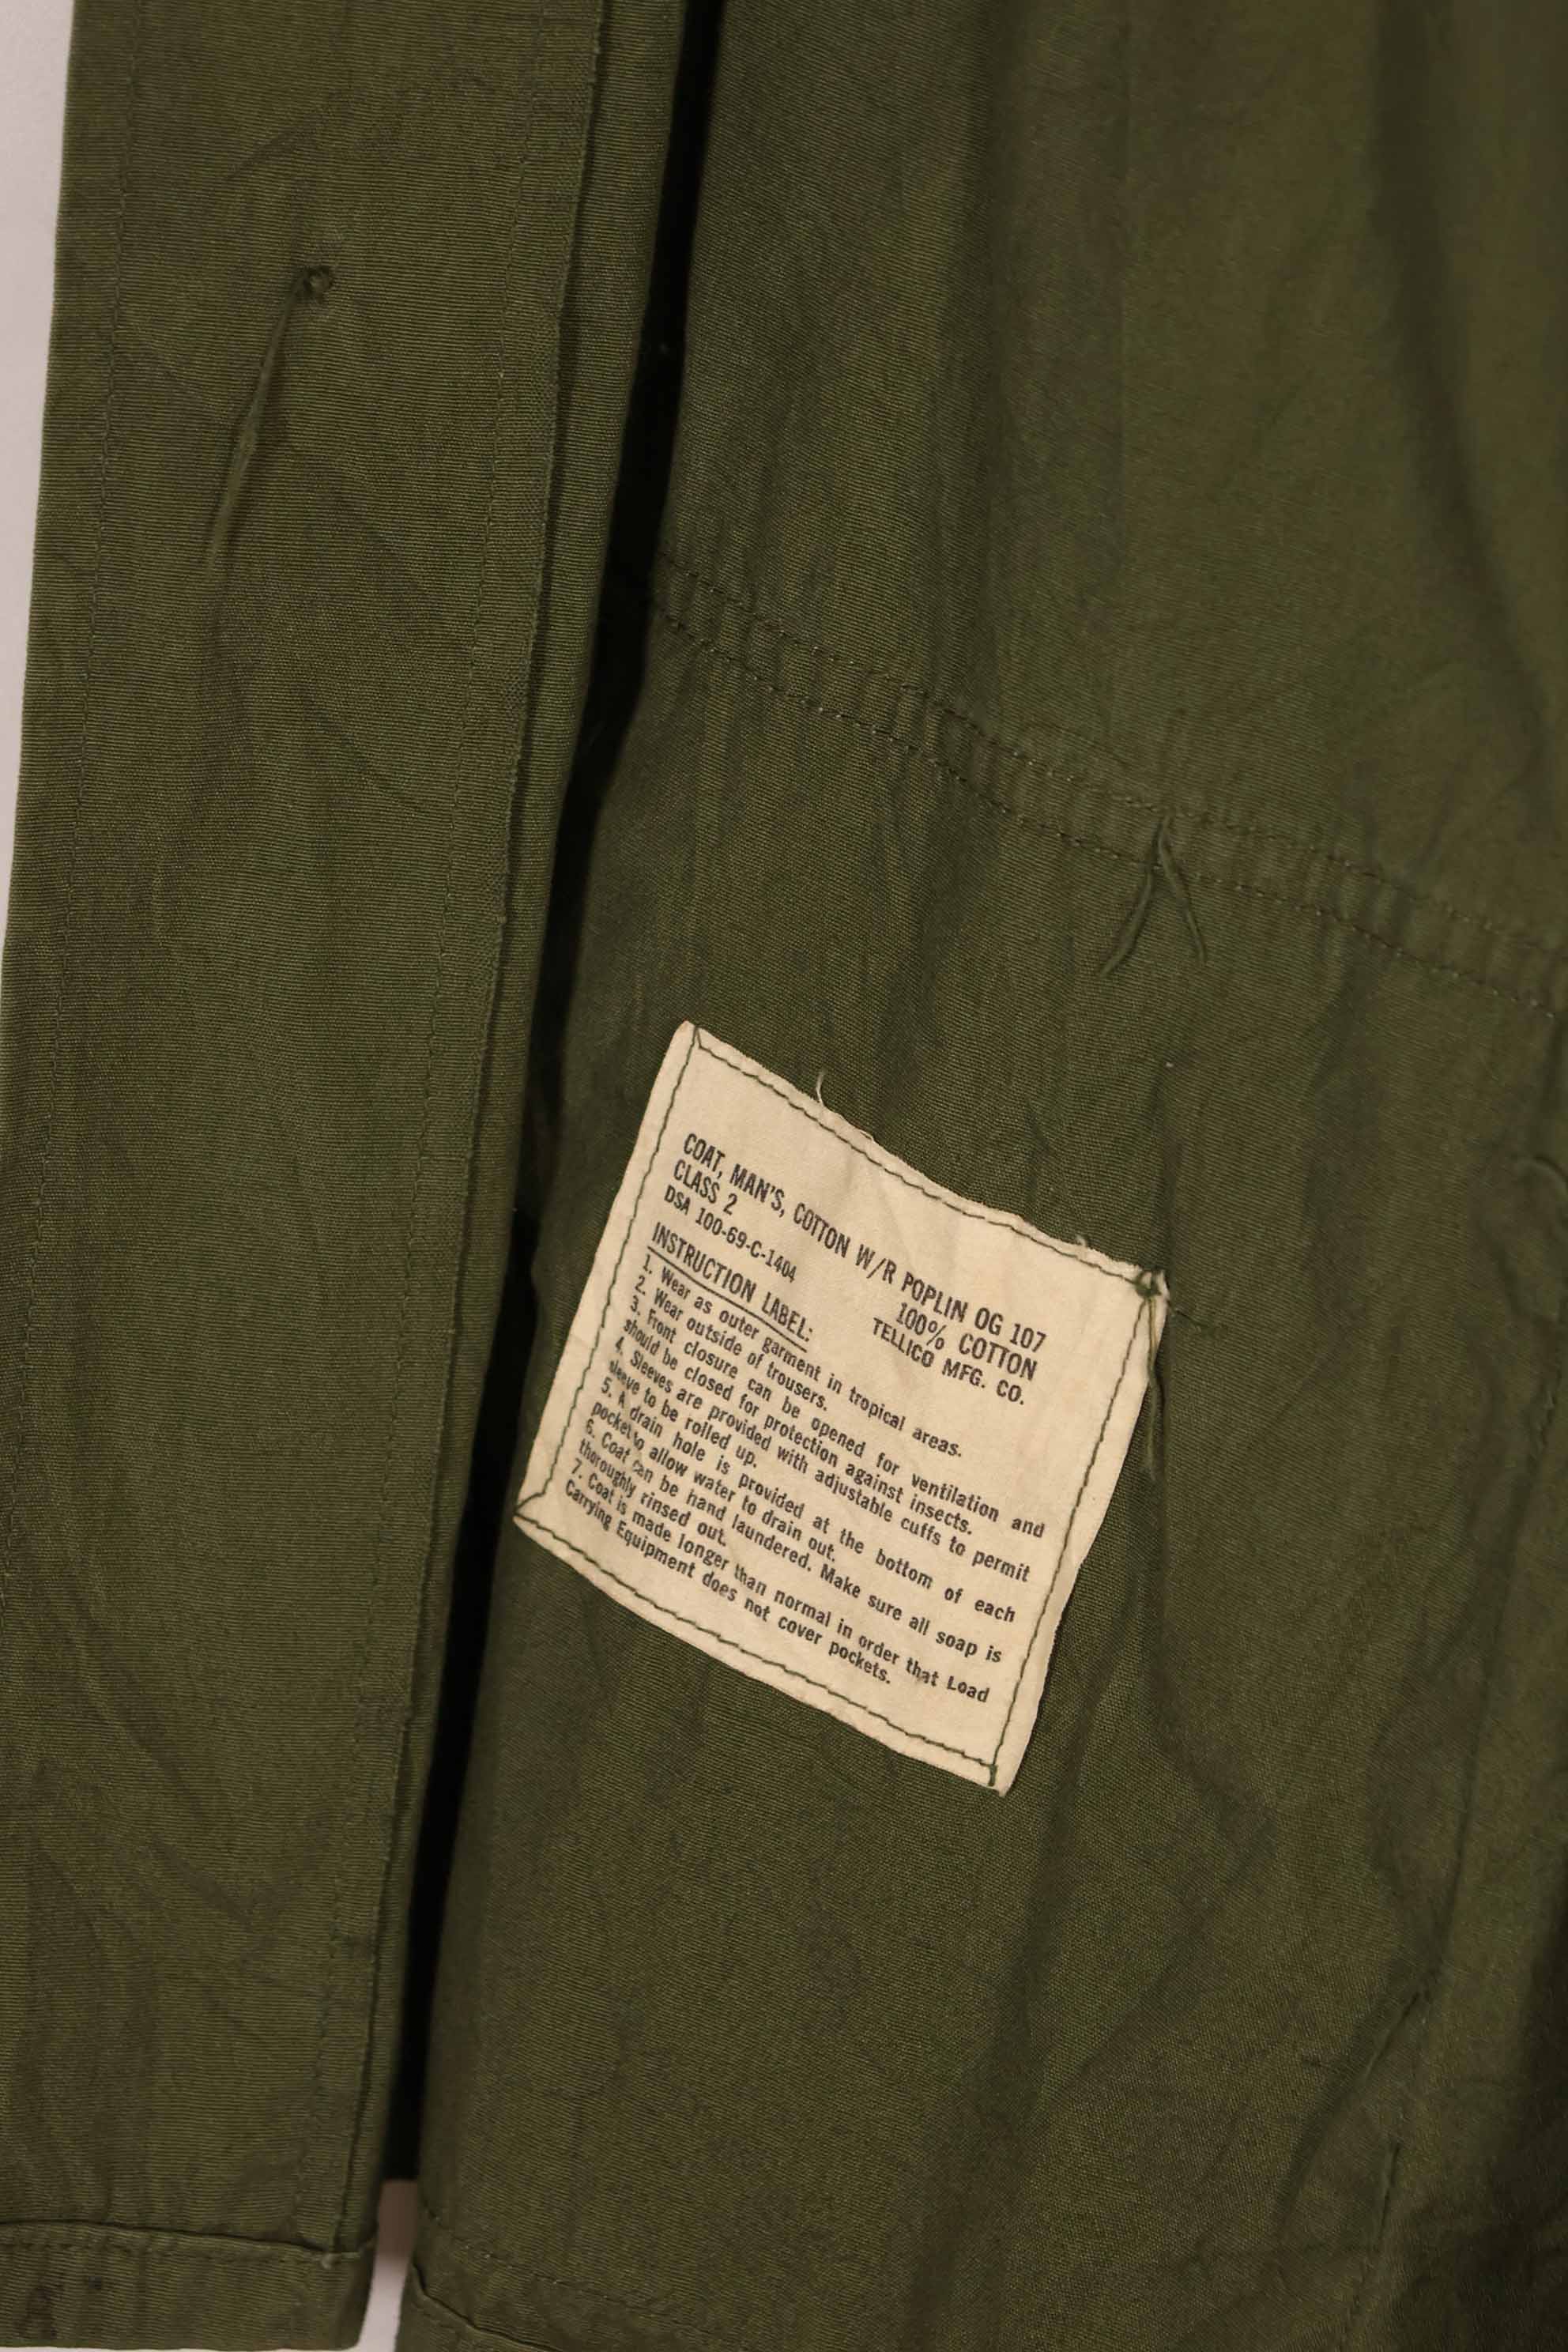 COAT, MAN'S, COTTON W/R POPLIN OG 107
CLASS 2 100% COTTON
DSA 100-69-C-1404 TELLICO MFG. CO.
INSTRUCTION LABEL:
1. Wear as outer garment in tropical areas.
2. Wear outside of trousers.
3. Front closure can be opened for ventilation and
should be closed for protection against insects.
4. Sleeves are provided with adjustable cuffs to permit
sleeve to be rolled up.
5. A drain hole is provided at the bottom of each
pocket to allow water to drain out.
6. Coat can be hand laundered. Make sure all soap is
thoroughly rinsed out.
7. Coat is made longer than normal in order that Load
Carrying Equipment does not cover pockets.